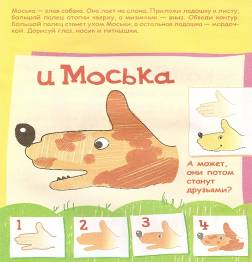 Моська — злая собака. Она лает на слона. Приложи ладошку к листу,
большой палец отогни кверху, а мизинчик — вниз. Обведи контур.
Большой палец станет ухом Моськи, а остальная ладошка — мордоч-
кой. Дорисуй глаз, носик и пятнышки.
и Моська
А может,
они потом
станут
друзьями?
1 2 3 4